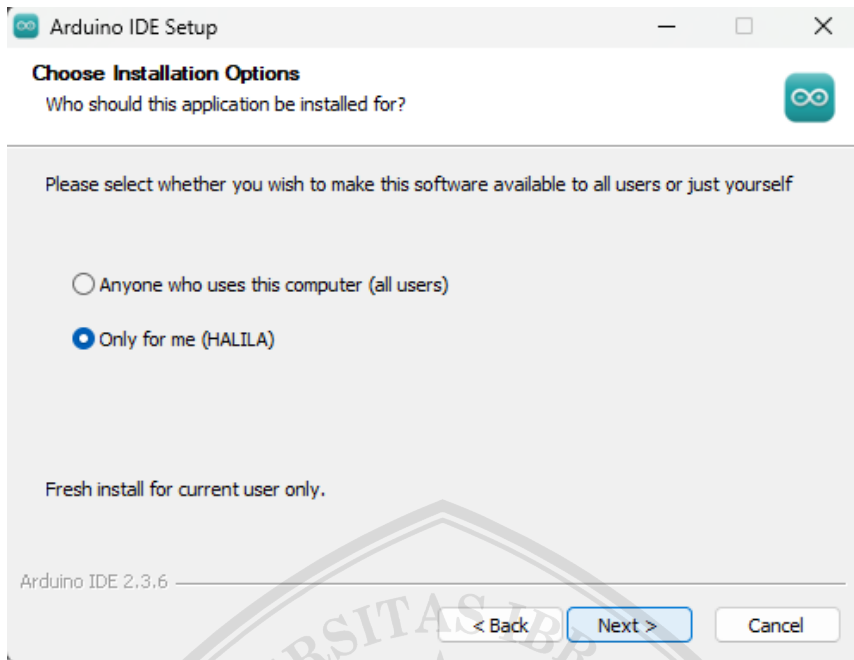 Arduino IDE Setup
Choose Installation Options
Who should this application be installed for?
Please select whether you wish to make this software available to all users or just yourself
Anyone who uses this computer (all users)
Only for me (HALILA)
Fresh install for current user only.
Arduino IDE 2.3.6
< Back
Next >
Cancel